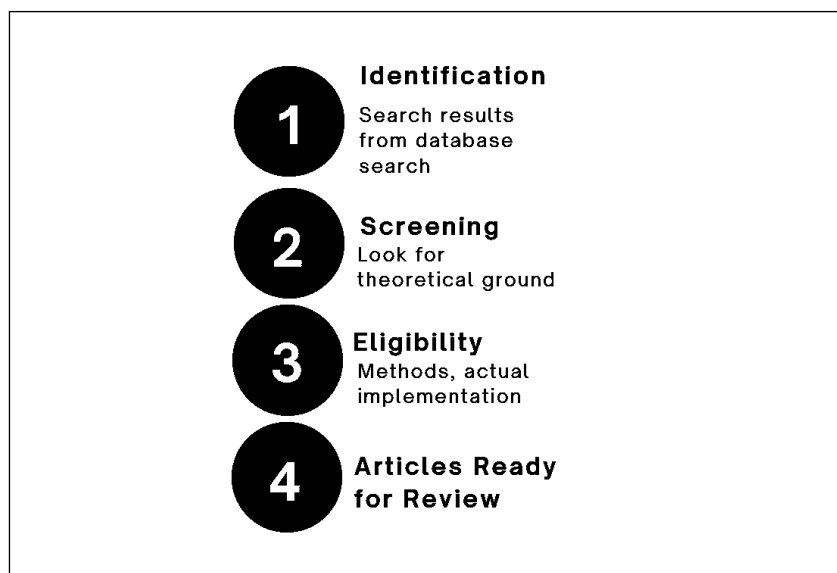 1
Identification
Search results
from database
search
2
Screening
Look for
theoretical ground
3
Eligibility
Methods, actual
implementation
4
Articles Ready
for Review